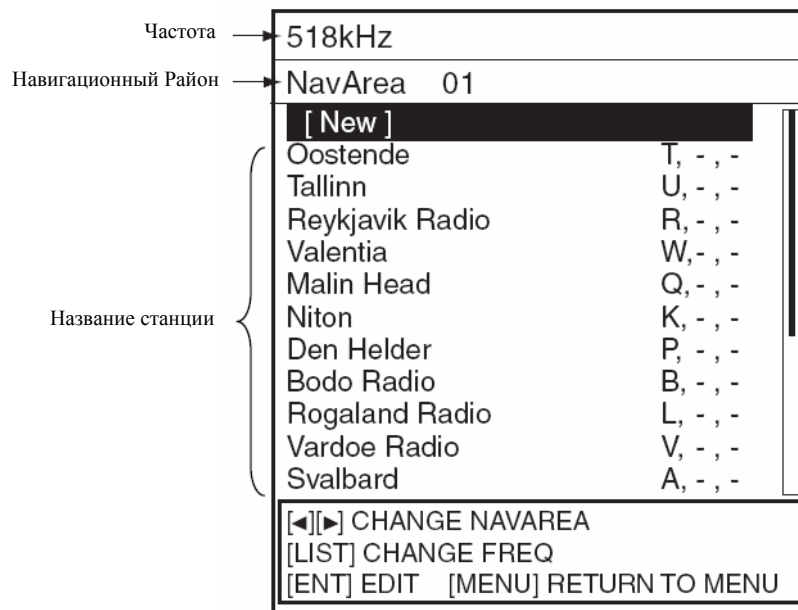 Частота
518kHz
Навигационный Район
NavArea 01
[ New ]
Oostende T, - , -
Tallinn U, - , -
Reykjavik Radio R, - , -
Valentia W,- , -
Malin Head Q,- , -
Название станции
Niton K, - , -
Den Helder P, - , -
Bodo Radio B, - , -
Rogaland Radio L, - , -
Vardoe Radio V, - , -
Svalbard A, - , -
[◄][►] CHANGE NAVAREA
[LIST] CHANGE FREQ
[ENT] EDIT [MENU] RETURN TO MENU